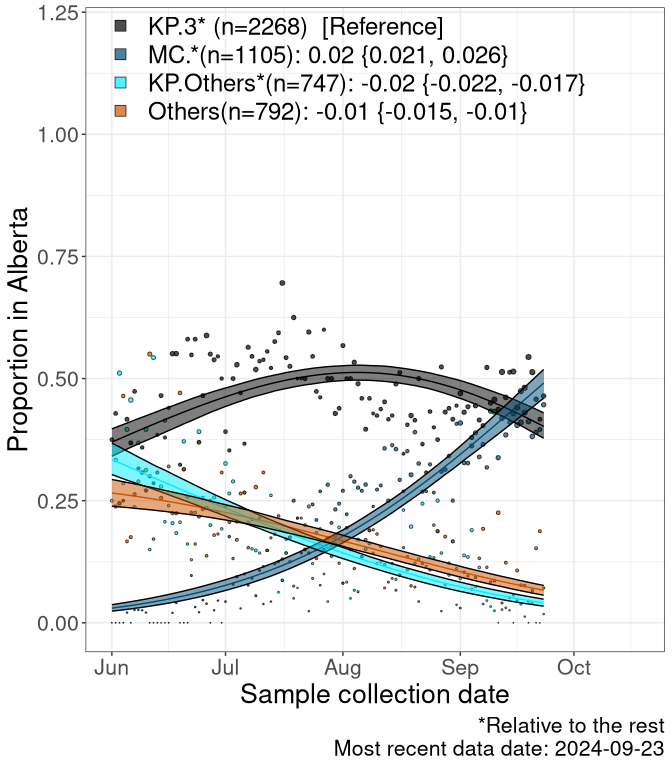 KP.3* (n=2268)  [Reference]
MC.*(n=1105): 0.02 {0.021, 0.026}
KP.Others*(n=747): -0.02 {-0.022, -0.017}
Others(n=792): -0.01 {-0.015, -0.01}
Proportion in Alberta
1.25
1.00
0.75
0.50
0.25
0.00
Jun Jul Aug Sep Oct
Sample collection date
*Relative to the rest
Most recent data date: 2024-09-23